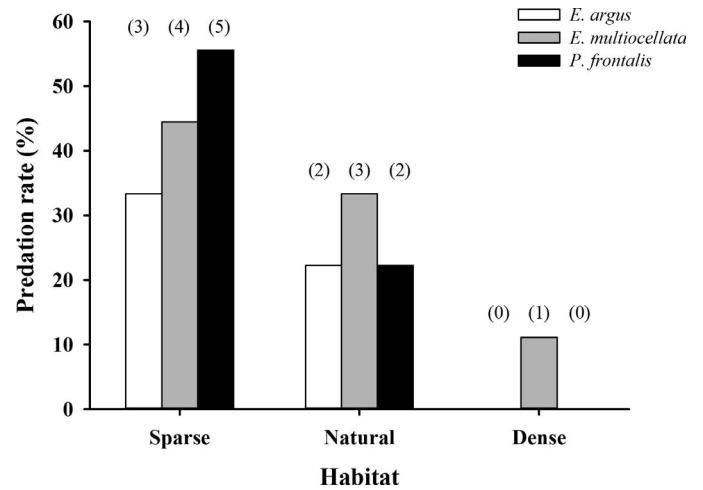 60
(3) (4) (5)
E. argus
E. multiocellata
P. frontalis
50
40
30
20
10
0
Predation rate (%)
(2) (3) (2)
(0) (1) (0)
Sparse Natural Dense
Habitat